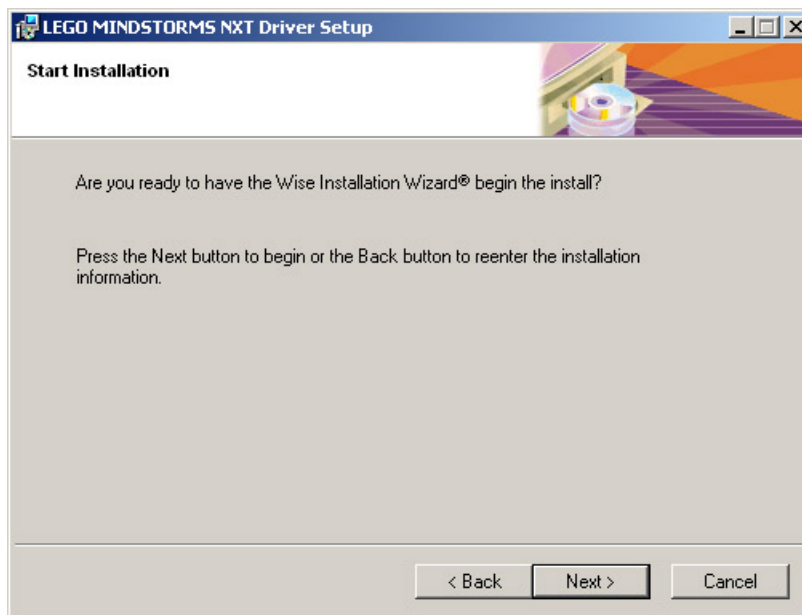 LEGO MINDSTORMS NXT Driver Setup
Start Installation
Are you ready to have the Wise Installation Wizard® begin the install?
Press the Next button to begin or the Back button to reenter the installation
information.
< Back Next > Cancel